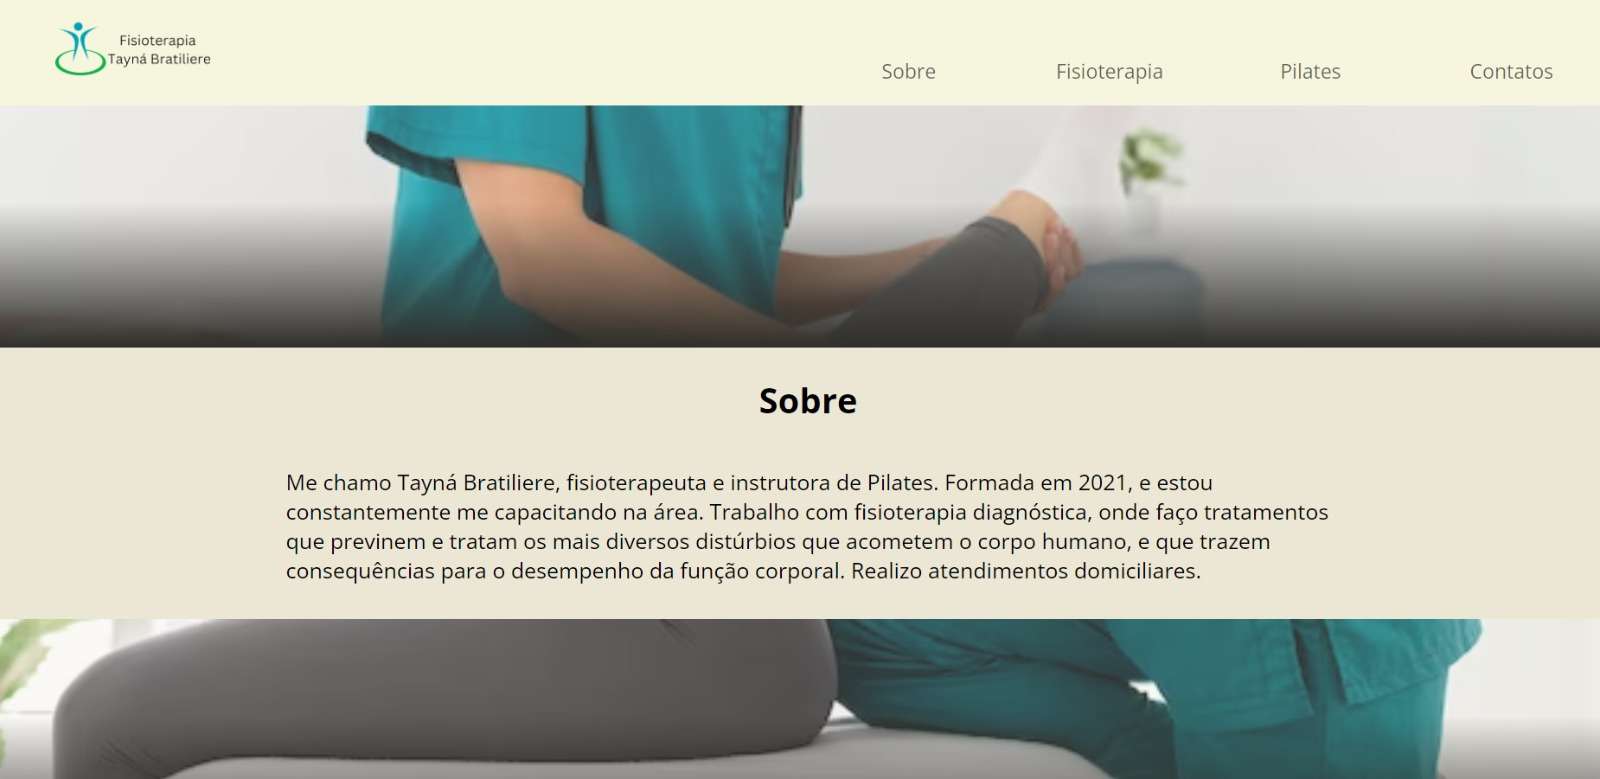 Fisioterapia
Tayná Bratiliere
Sobre
Fisioterapia
Pilates
Contatos
Sobre
Me chamo Tayná Bratiliere, fisioterapeuta e instrutora de Pilates. Formada em 2021, e estou
constantemente me capacitando na área. Trabalho com fisioterapia diagnóstica, onde faço tratamentos
que previnem e tratam os mais diversos distúrbios que acometem o corpo humano, e que trazem
consequências para o desempenho da função corporal. Realizo atendimentos domiciliares.